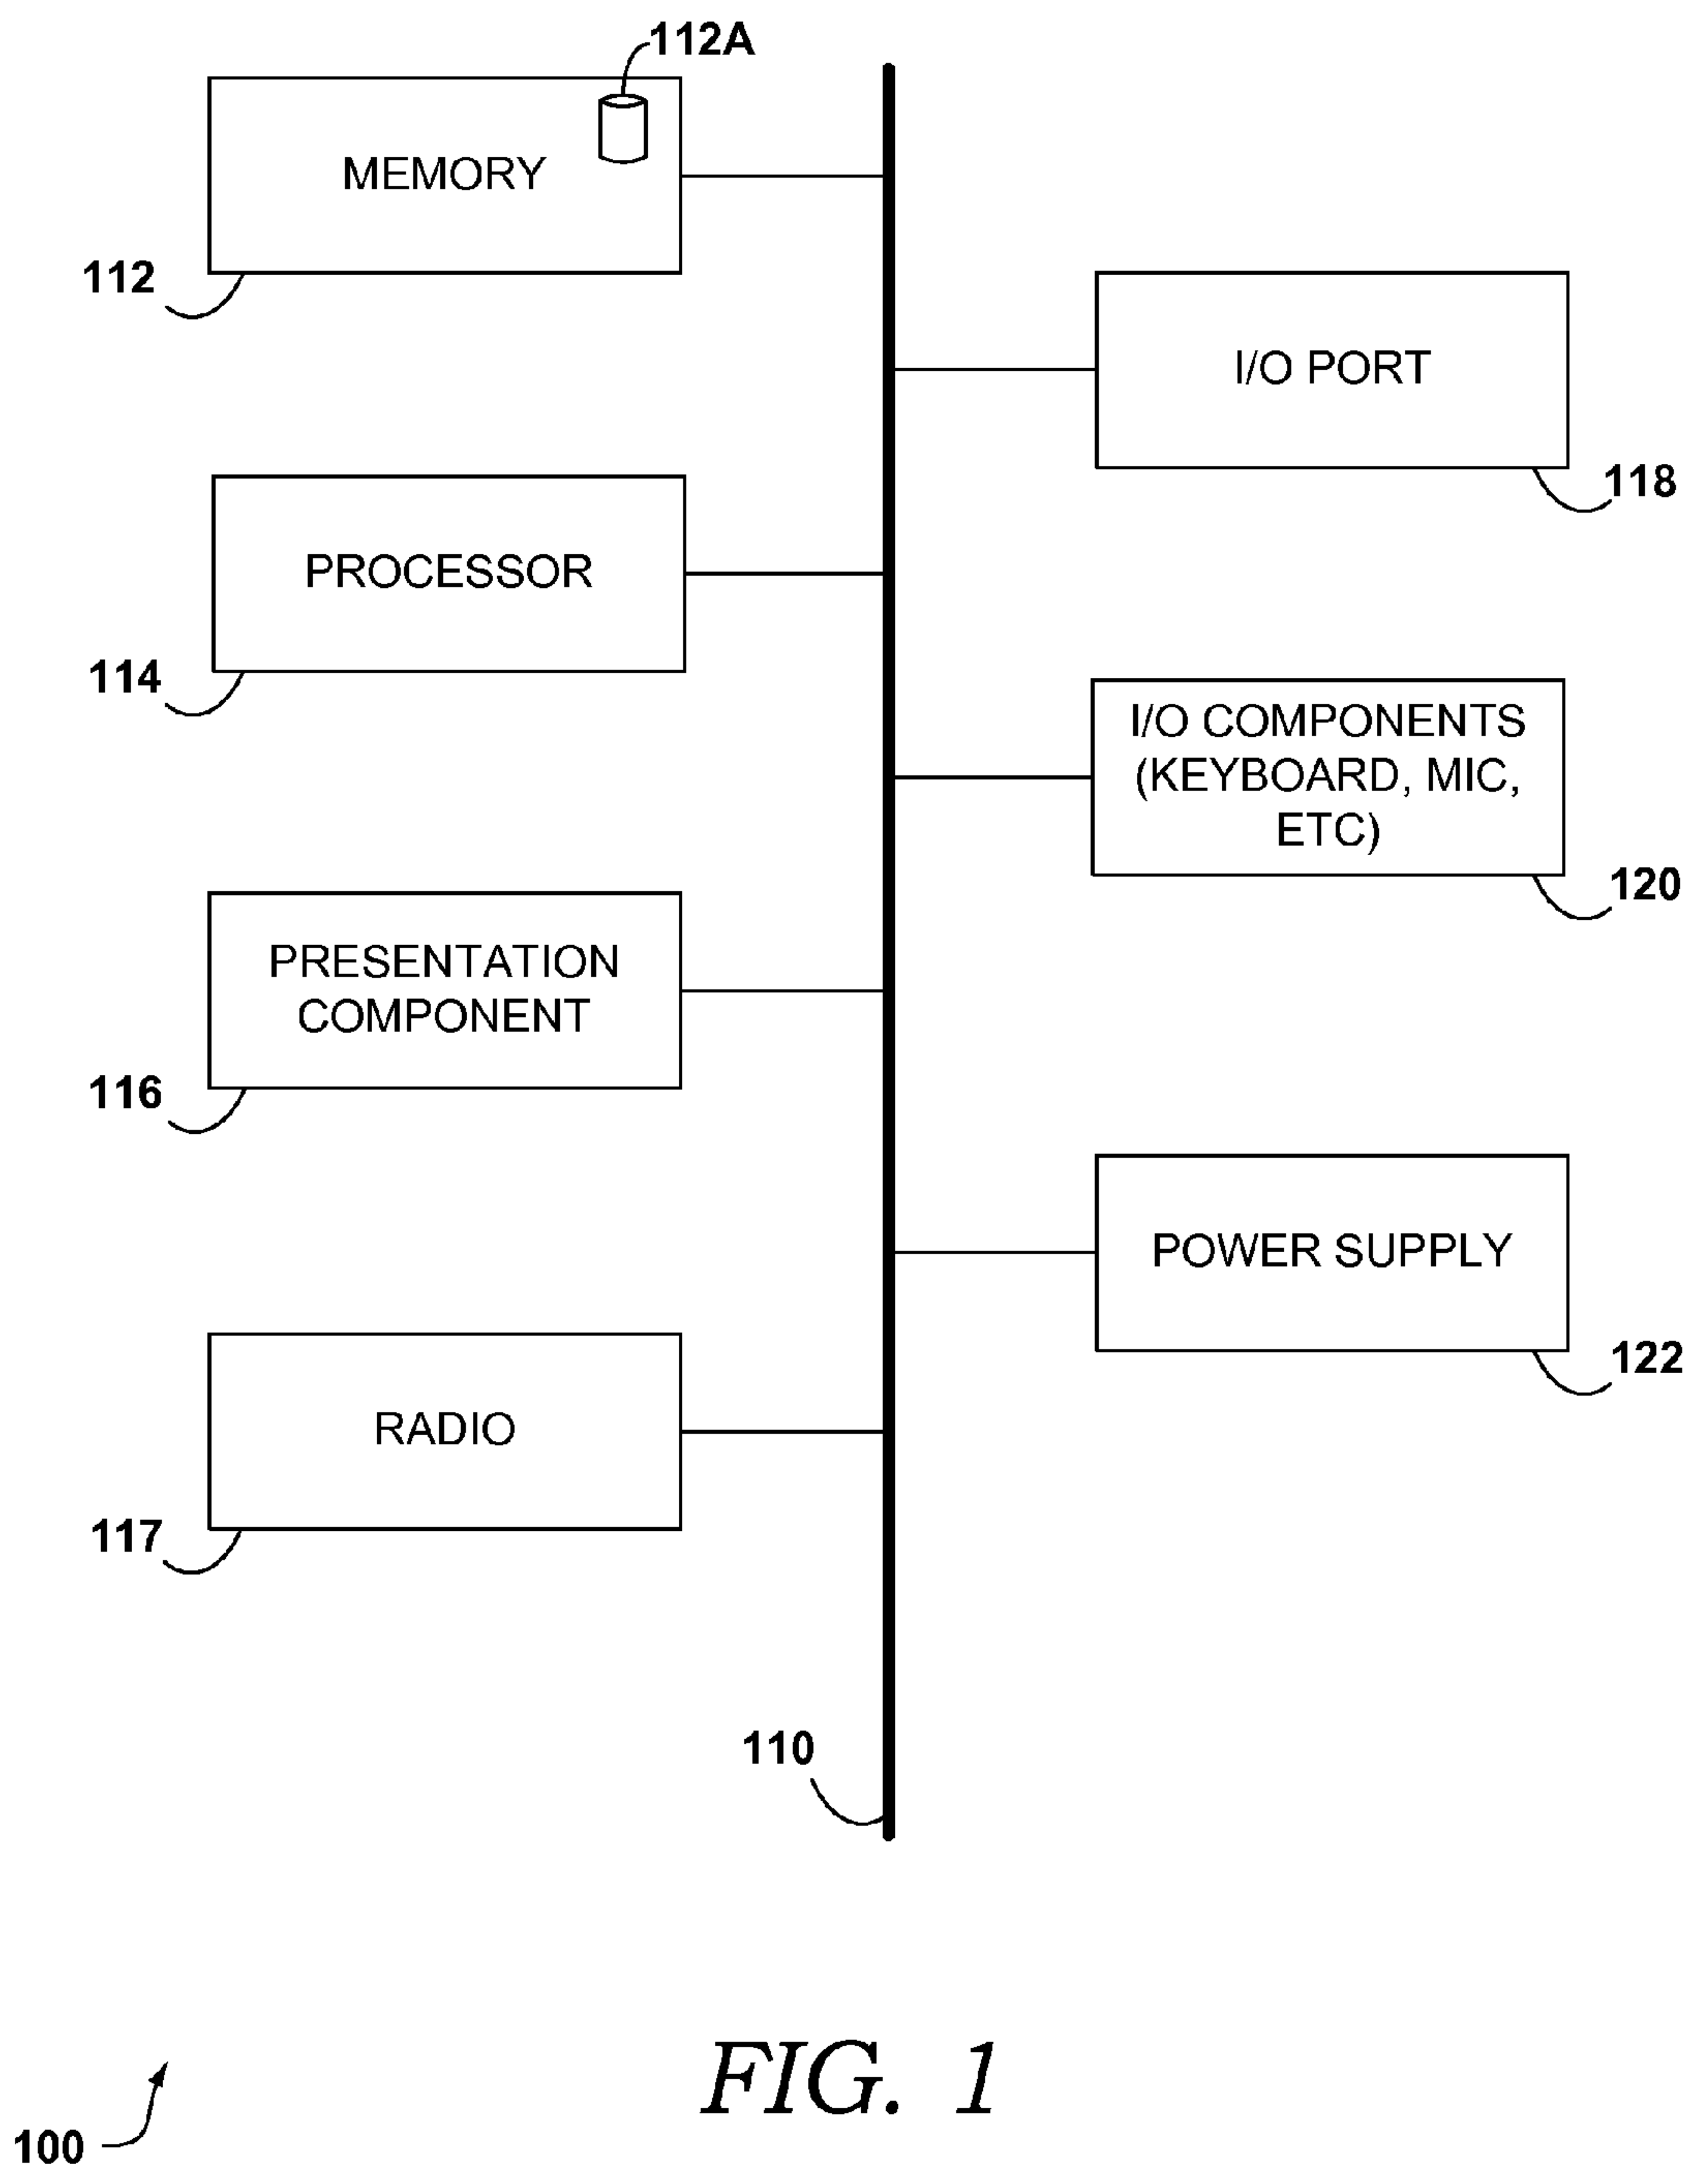 112A
MEMORY
112
I/O PORT
118
PROCESSOR
114
I/O COMPONENTS
(KEYBOARD, MIC,
ETC)
120
PRESENTATION
COMPONENT
116
POWER SUPPLY
122
RADIO
117
110
FIG. 1
100